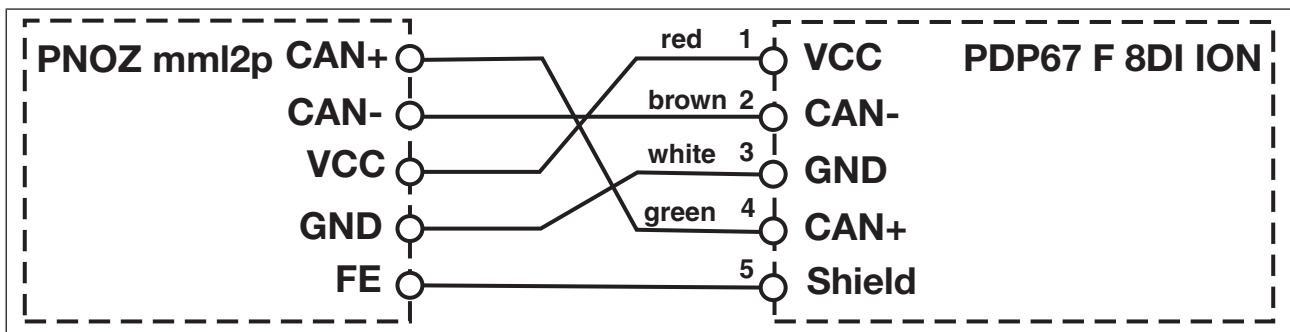 red 1 VCC PDP67 F 8DI ION
PNOZ mml2p CAN+
CAN- brown 2 CAN-
VCC white 3 GND
GND green 4 CAN+
FE 5 Shield